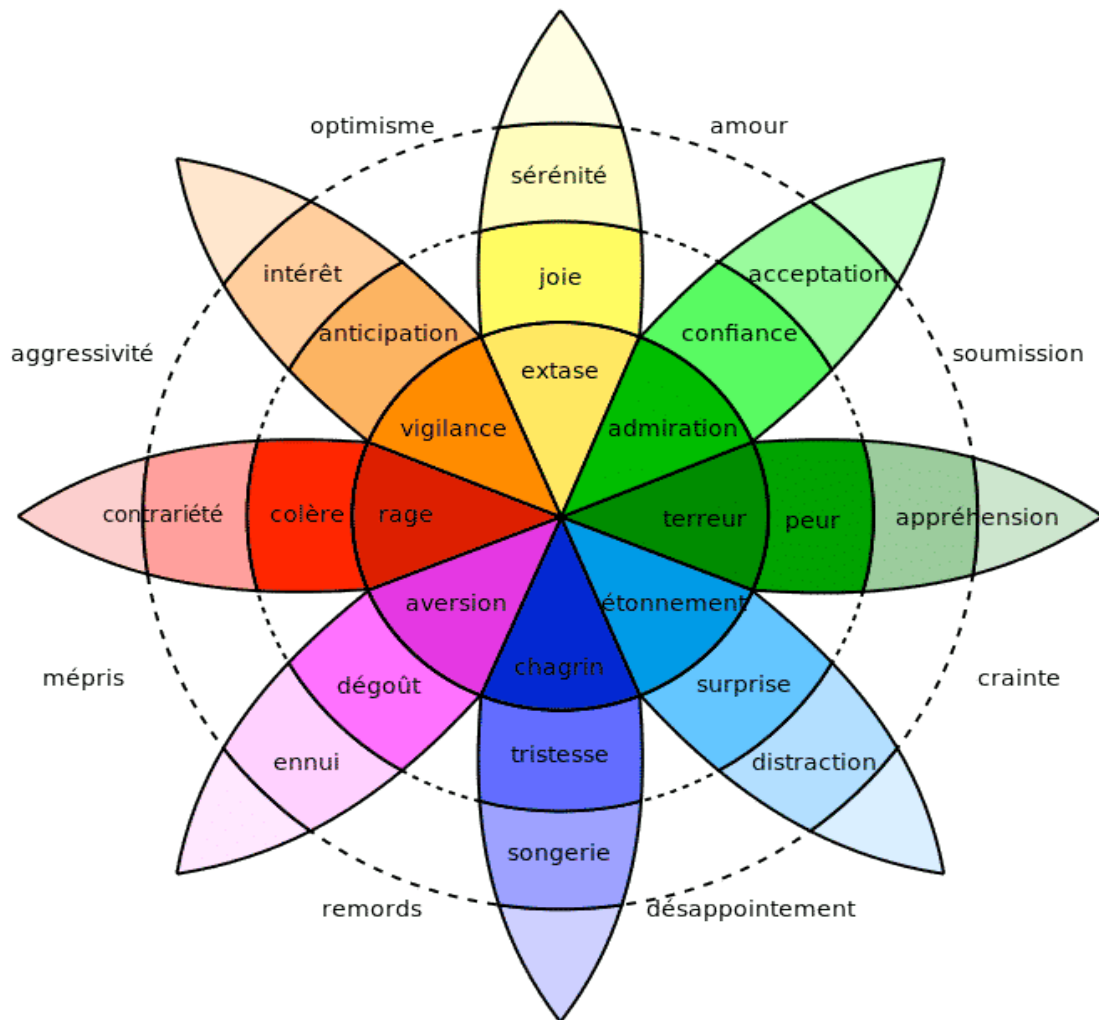 optimisme
amour
sérénité
intérêt
joie
acceptation
anticipation
confiance
aggressivité
soumission
extase
vigilance
admiration
contrariété
colère
rage
terreur
peur
appréhension
aversion
étonnement
chagrin
mépris
dégoût
surprise
crainte
tristesse
ennui
distraction
songerie
remords
désappointement